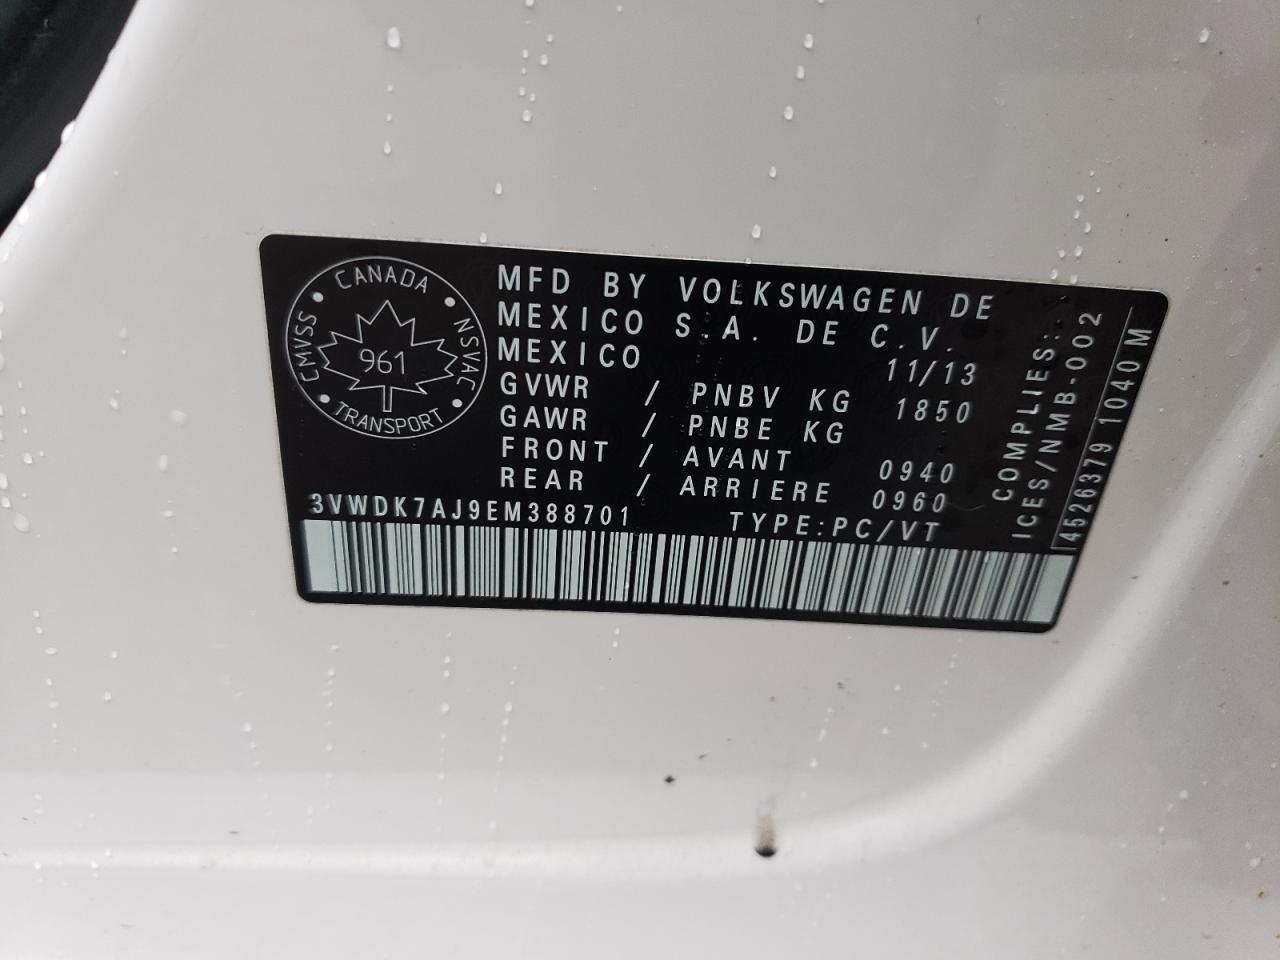 CANADA
CMVSS
NSVAC
961
TRANSPORT
MFD BY VOLKSWAGEN DE
MEXICO S.A. DE C.V.
MEXICO 11/13
GVWR / PNBV KG 1850
GAWR / PNBE KG
FRONT / AVANT 0940
REAR / ARRIERE 0960
3VWDK7AJ9EM388701 TYPE:PC/VT
COMPLIES:
ICES/NMB-002
4526379 1040 M